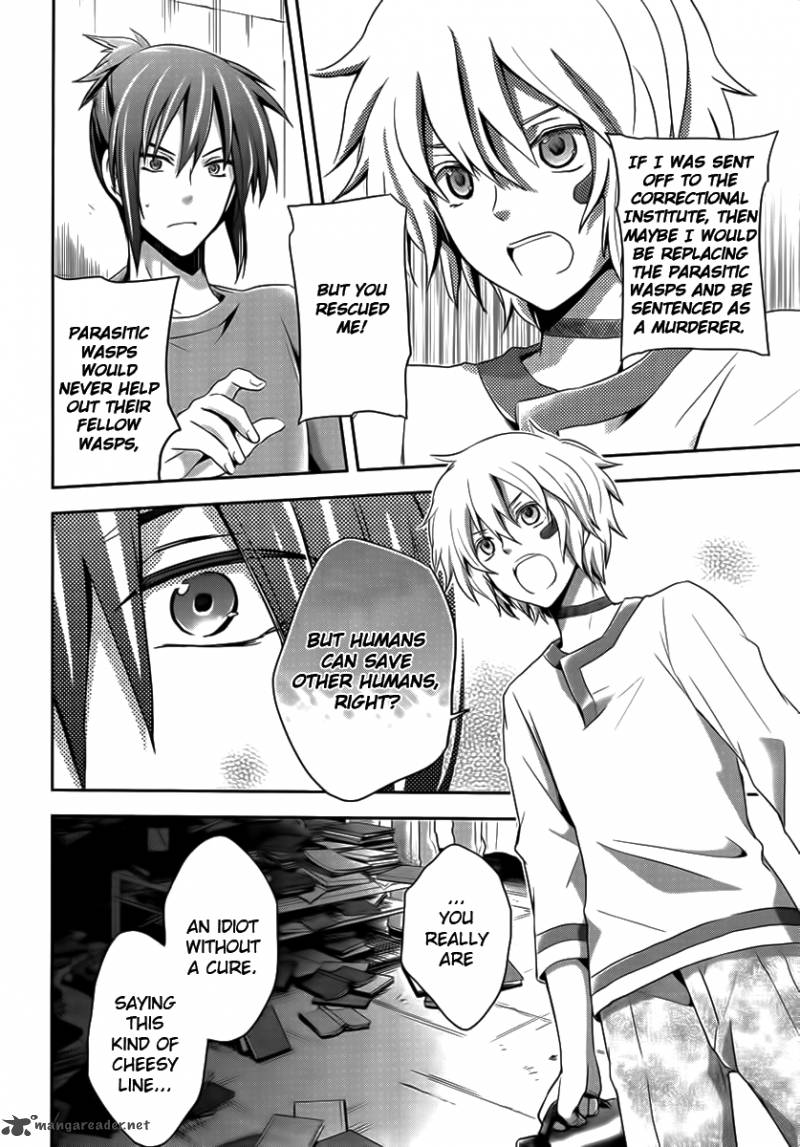 IF I WAS SENT
OFF TO THE
CORRECTIONAL
INSTITUTE, THEN
MAYBE I WOULD
BE REPLACING
THE PARASITIC
WASPS AND BE
SENTENCED AS
A MURDERER.
BUT YOU
RESCUED
ME!
PARASITIC
WASPS
WOULD
NEVER HELP
OUT THEIR
FELLOW
WASPS,
BUT HUMANS
CAN SAVE
OTHER HUMANS,
RIGHT?
...
YOU
REALLY
ARE
AN IDIOT
WITHOUT
A CURE.
SAYING
THIS
KIND OF
CHEESY
LINE...
mangareader.net